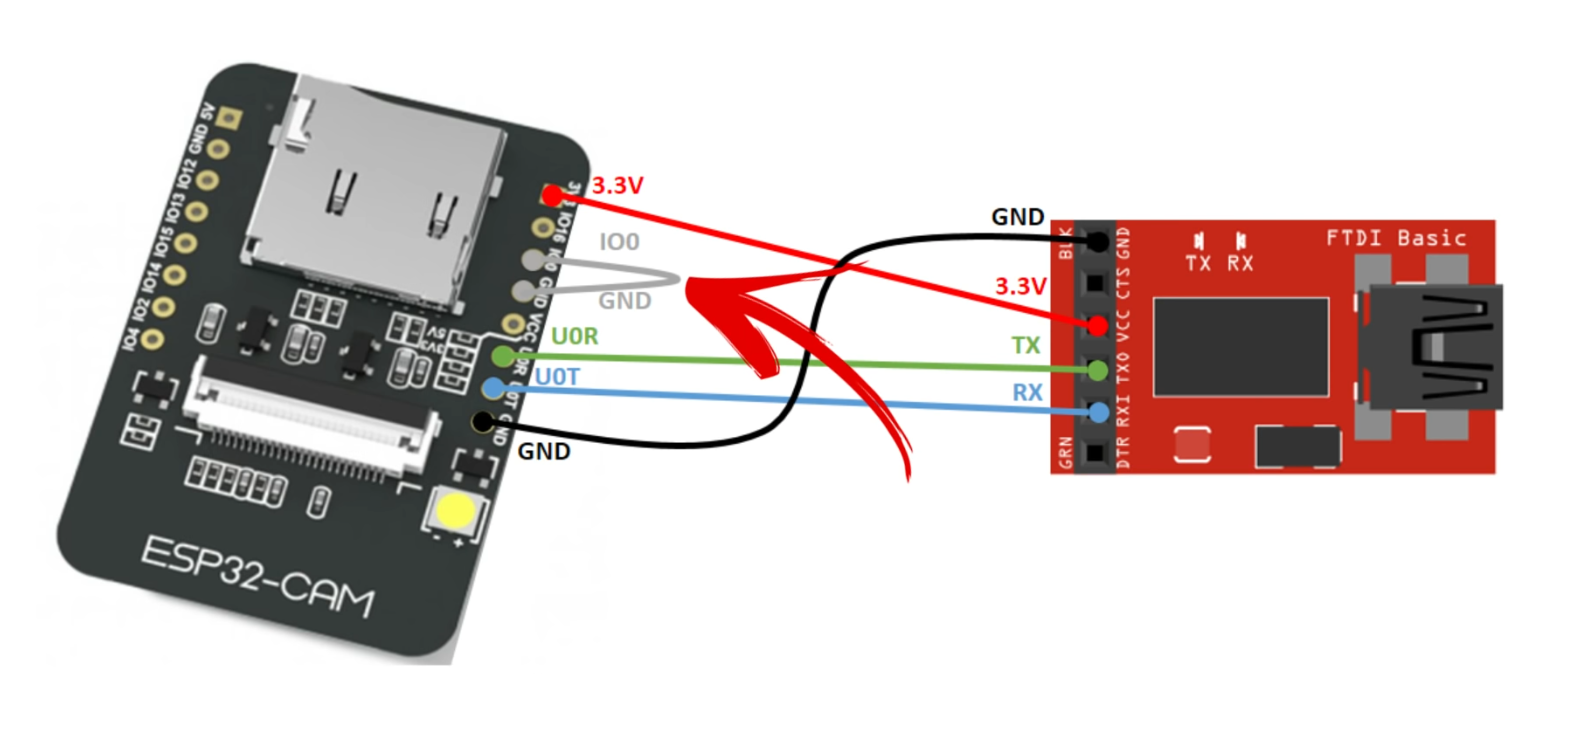 5V
GND
IO12
IO13
IO15
IO14
IO2
IO4
3V3
IO16
IO0
GND
VCC
U0R
U0T
GND
5V
3V3
ESP32-CAM
3.3V
IO0
GND
U0R
U0T
GND
GND
3.3V
TX
RX
BLK
GRN
GND
CTS
VCC
TXO
RXI
DTR
TX RX
FTDI Basic
- +